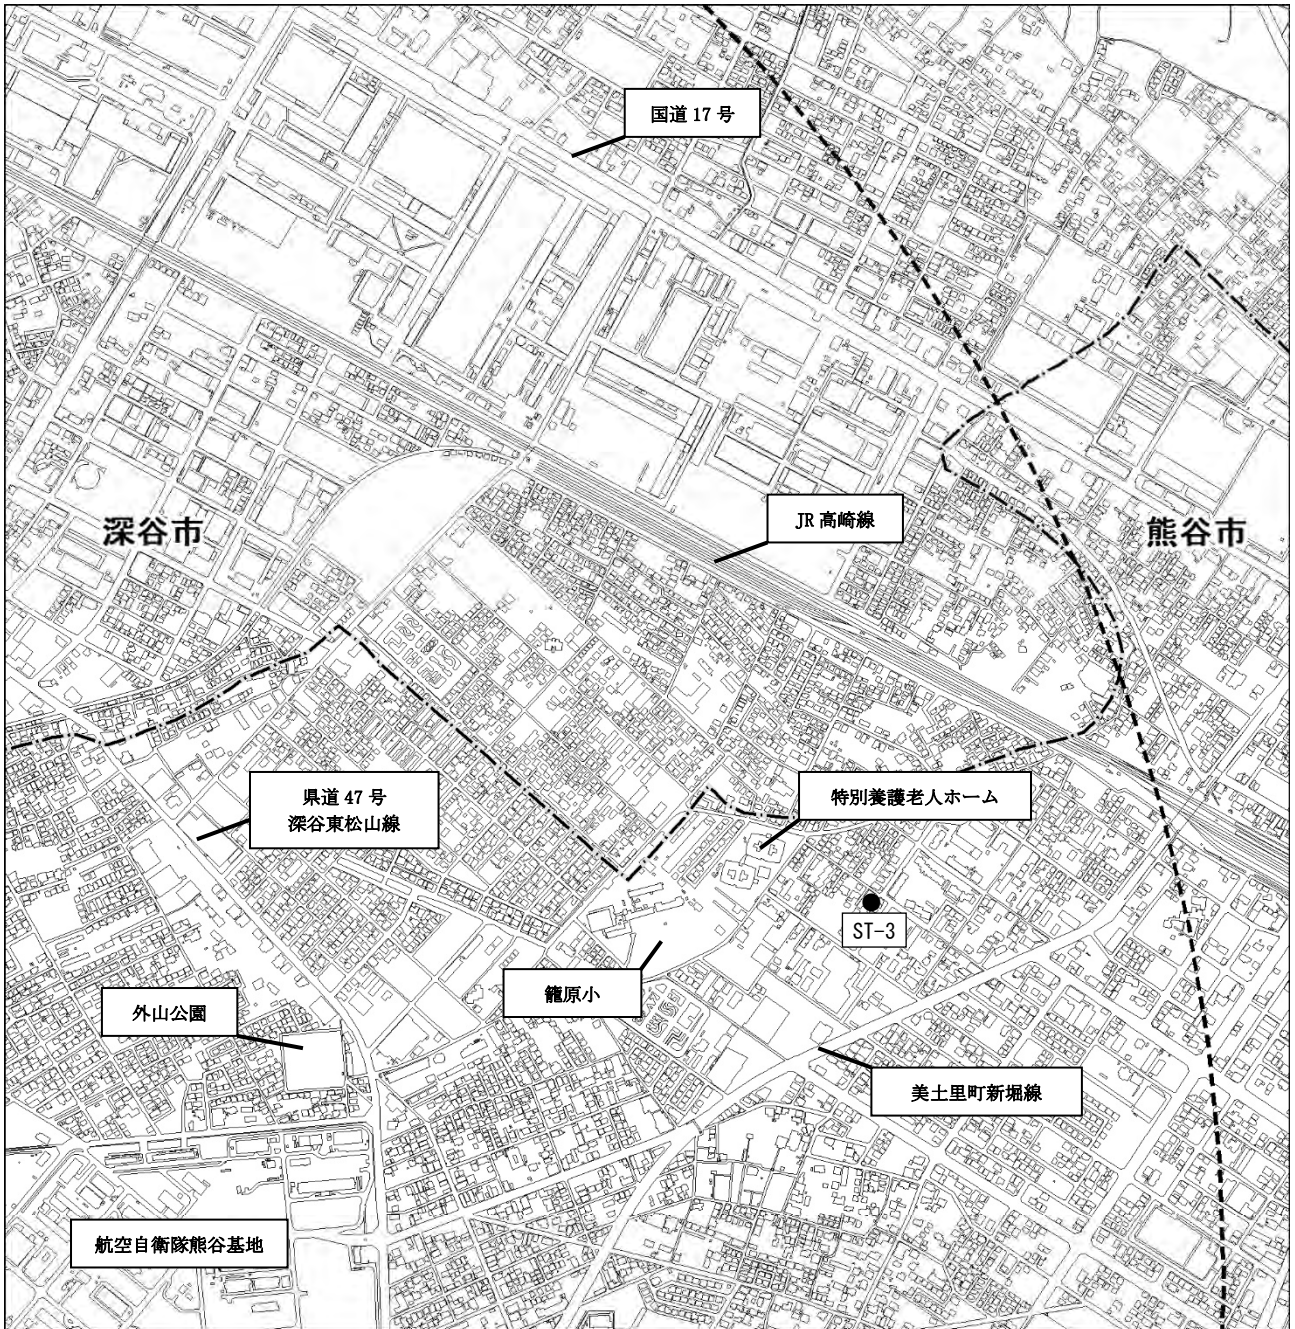 国道 17 号
JR 高崎線
深谷市
熊谷市
県道 47 号
深谷東松山線
特別養護老人ホーム
ST-3
籠原小
外山公園
美土里町新堀線
航空自衛隊熊谷基地